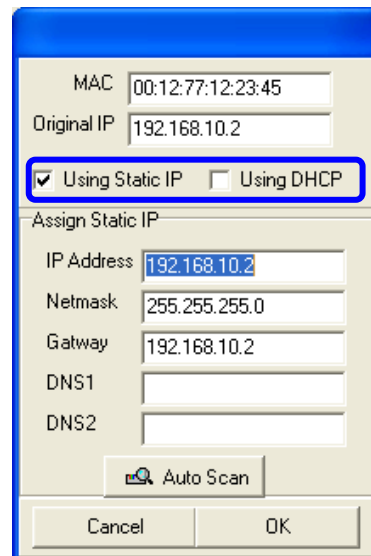 MAC 00:12:77:12:23:45
Original IP 192.168.10.2
Using Static IP Using DHCP
Assign Static IP
IP Address 192.168.10.2
Netmask 255.255.255.0
Gatway 192.168.10.2
DNS1
DNS2
Auto Scan
Cancel OK